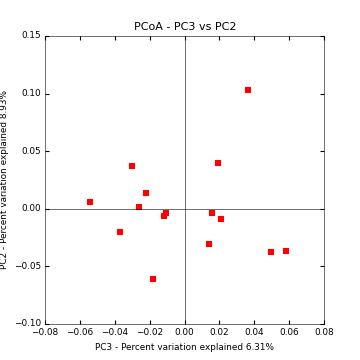 PCoA - PC3 vs PC2
0.15
0.10
0.05
0.00
−0.05
−0.10
PC2 - Percent variation explained 8.93%
−0.08 −0.06 −0.04 −0.02 0.00 0.02 0.04 0.06 0.08
PC3 - Percent variation explained 6.31%